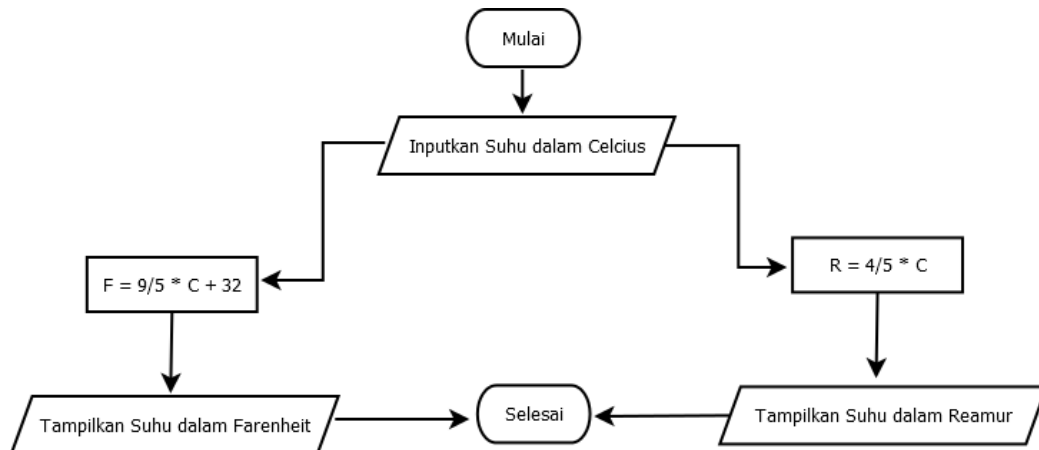 Mulai
Inputkan Suhu dalam Celcius
F = 9/5 * C + 32
R = 4/5 * C
Tampilkan Suhu dalam Farenheit
Selesai
Tampilkan Suhu dalam Reamur